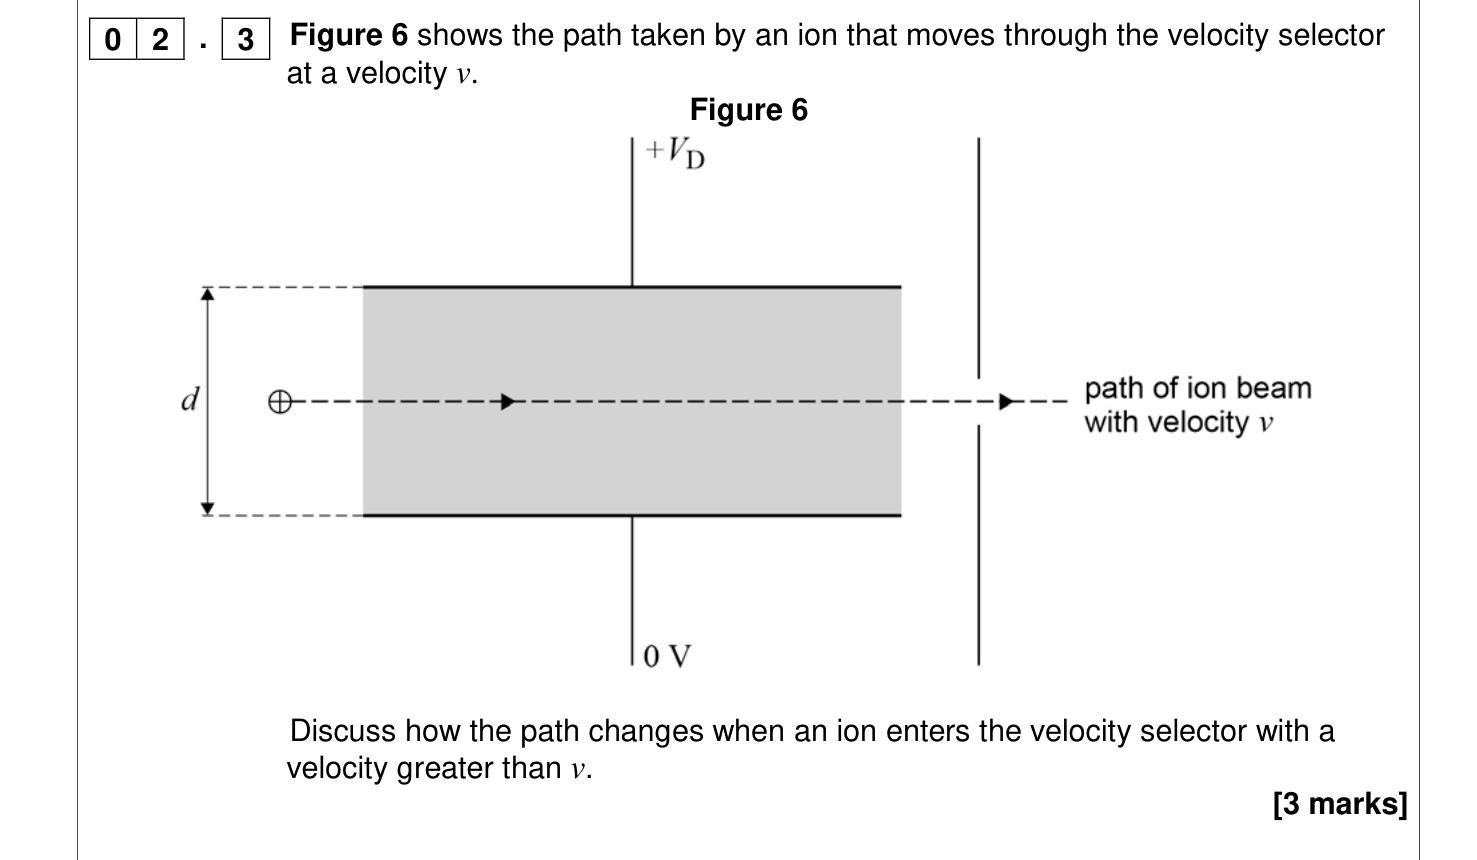 02.3 Figure 6 shows the path taken by an ion that moves through the velocity selector
at a velocity v.
Figure 6
+VD
d
path of ion beam
with velocity v
0 V
Discuss how the path changes when an ion enters the velocity selector with a
velocity greater than v.
[3 marks]